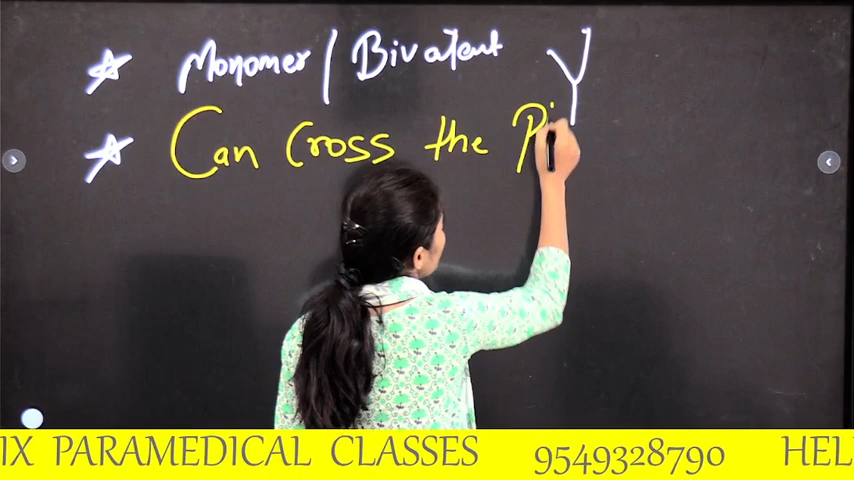 Monomer / Bivalent Y
Can Cross the P
IX PARAMEDICAL CLASSES 9549328790 HEL